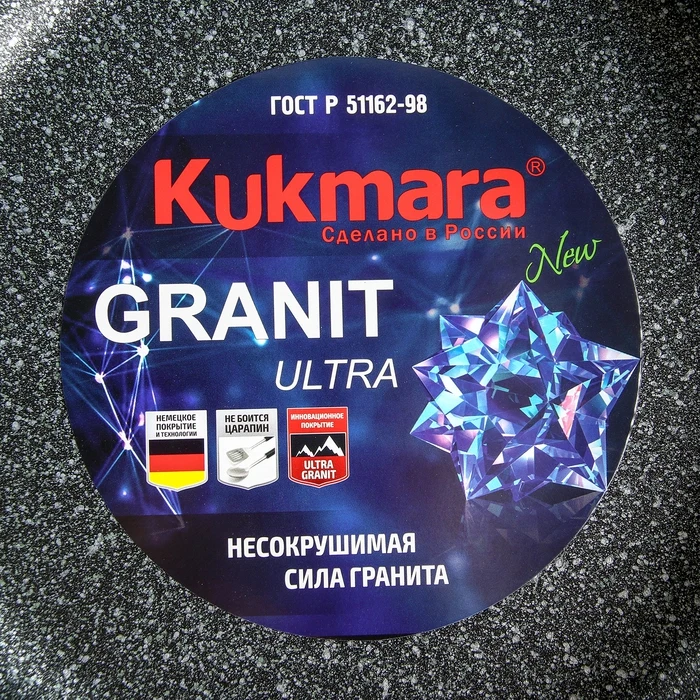 ГОСТ Р 51162-98
Kukmara®
Сделано в России
New
GRANIT
ULTRA
НЕМЕЦКОЕ
ПОКРЫТИЕ
И ТЕХНОЛОГИИ
НЕ БОИТСЯ
ЦАРАПИН
ИННОВАЦИОННОЕ
ПОКРЫТИЕ
ULTRA
GRANIT
НЕСОКРУШИМАЯ
СИЛА ГРАНИТА